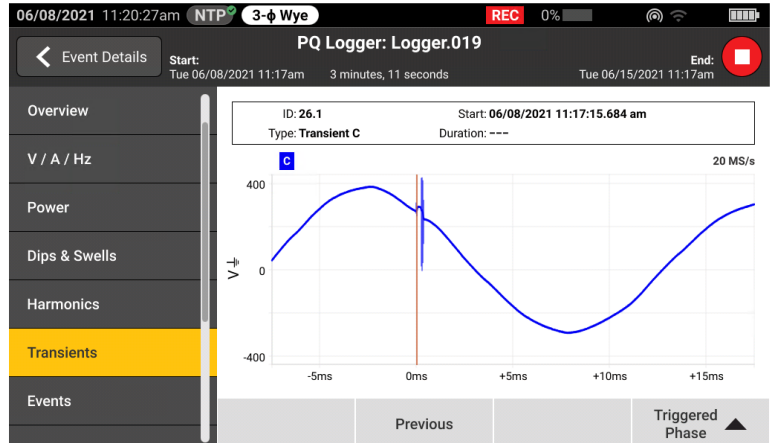 06/08/2021 11:20:27am NTP 3-ϕ Wye REC 0%
Event Details
PQ Logger: Logger.019
Start:
Tue 06/08/2021 11:17am 3 minutes, 11 seconds
End:
Tue 06/15/2021 11:17am
Overview
V / A / Hz
Power
Dips & Swells
Harmonics
Transients
Events
ID: 26.1 Start: 06/08/2021 11:17:15.684 am
Type: Transient C Duration: ---
C 20 MS/s
400
V
0
-400
-5ms 0ms +5ms +10ms +15ms
Previous
Triggered
Phase